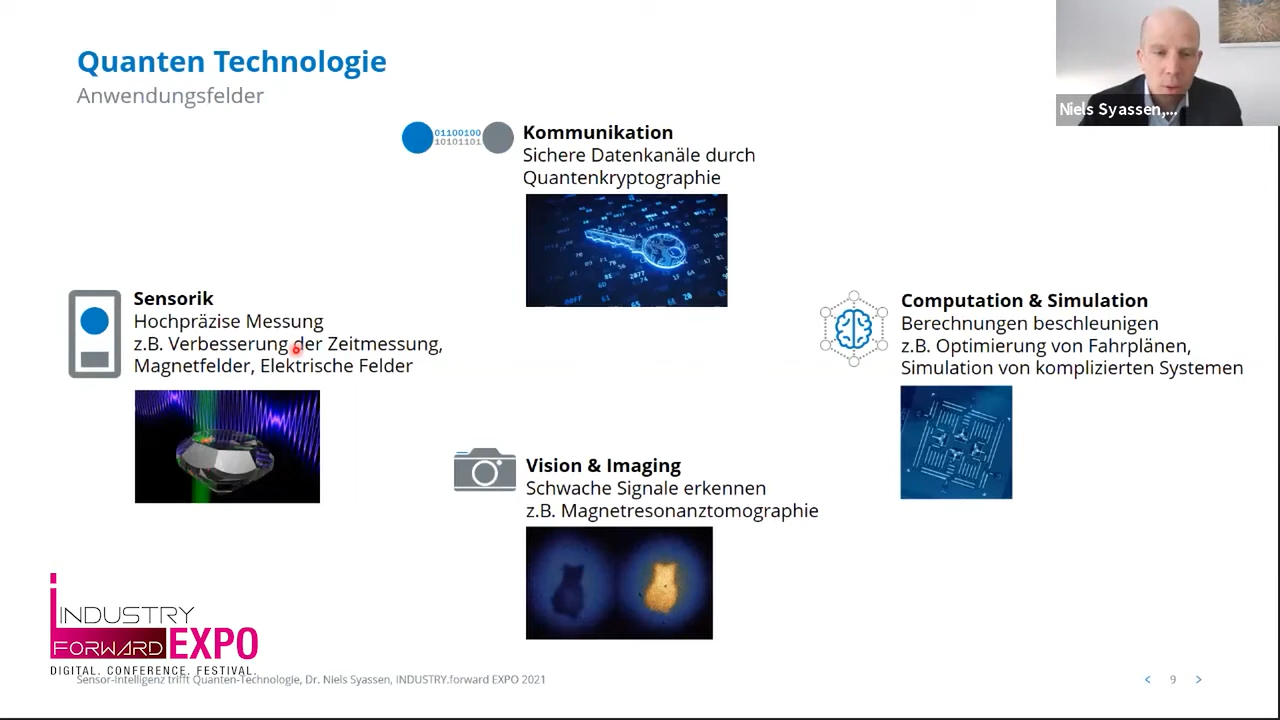 Quanten Technologie
Anwendungsfelder
Niels Syassen,...
01100100
10101101
Kommunikation
Sichere Datenkanäle durch
Quantenkryptographie
Sensorik
Hochpräzise Messung
z.B. Verbesserung der Zeitmessung,
Magnetfelder, Elektrische Felder
Computation & Simulation
Berechnungen beschleunigen
z.B. Optimierung von Fahrplänen,
Simulation von komplizierten Systemen
Vision & Imaging
Schwache Signale erkennen
z.B. Magnetresonanztomographie
INDUSTRY
FORWARD EXPO
DIGITAL. CONFERENCE. FESTIVAL.
Sensor-Intelligenz trifft Quanten-Technologie, Dr. Niels Syassen, INDUSTRY.forward EXPO 2021
< 9 >